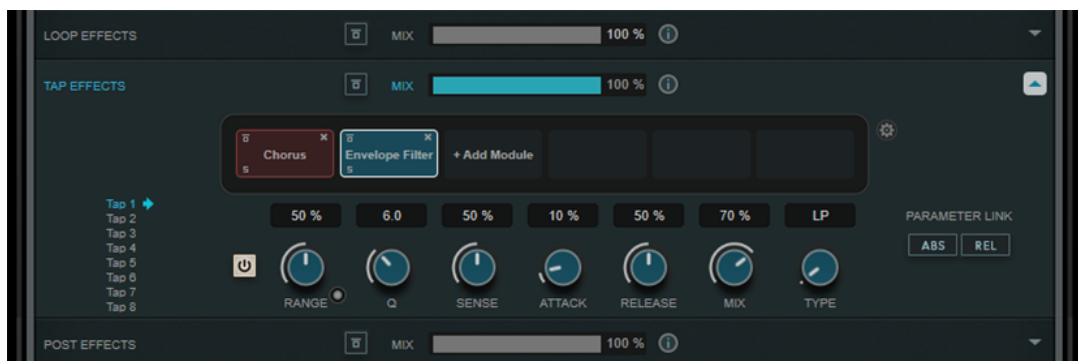 LOOP EFFECTS MIX 100 %
TAP EFFECTS MIX 100 %
Chorus Envelope Filter + Add Module
S S
Tap 1
Tap 2
Tap 3
Tap 4
Tap 5
Tap 6
Tap 7
Tap 8
50 % 6.0 50 % 10 % 50 % 70 % LP
RANGE Q SENSE ATTACK RELEASE MIX TYPE
PARAMETER LINK
ABS REL
POST EFFECTS MIX 100 %